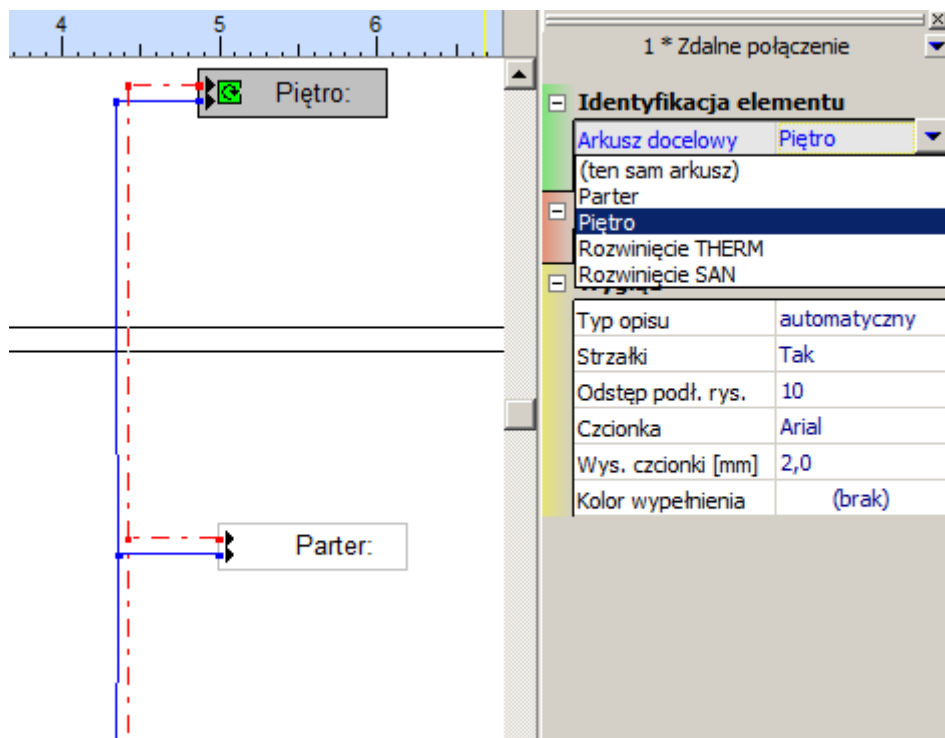 4 5 6
Piętro:
Parter:
1 * Zdalne połączenie
Identyfikacja elementu
Arkusz docelowy Piętro
(ten sam arkusz)
Parter
Piętro
Rozwinięcie THERM
Rozwinięcie SAN
Typ opisu automatyczny
Strzałki Tak
Odstęp podł. rys. 10
Czcionka Arial
Wys. czcionki [mm] 2,0
Kolor wypełnienia (brak)